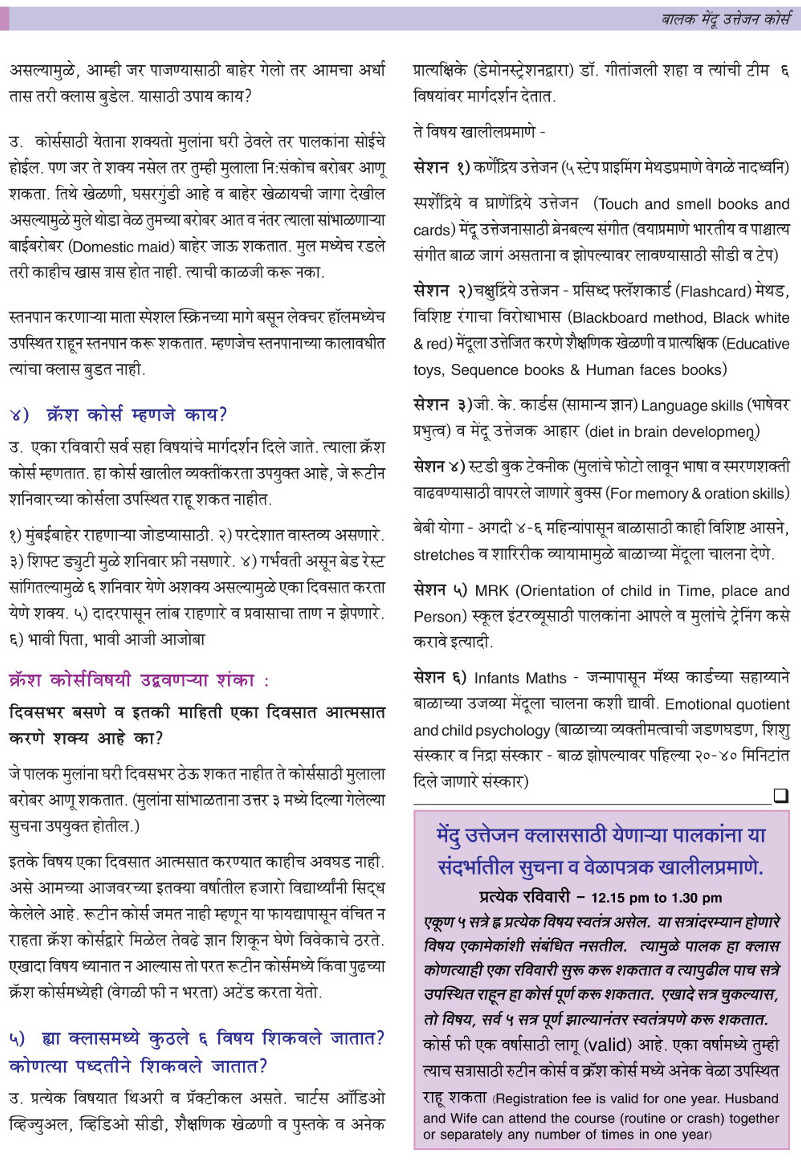 बालक मेंदू उत्तेजन कोर्स
असल्यामुळे, आम्ही जर पाजण्यासाठी बाहेर गेलो तर आमचा अर्धा
तास तरी क्लास बुडेल. यासाठी उपाय काय?
उ. कोर्ससाठी येताना शक्यतो मुलांना घरी ठेवले तर पालकांना सोईचे
होईल. पण जर ते शक्य नसेल तर तुम्ही मुलाला नि:संकोच बरोबर आणू
शकता. तिथे खेळणी, घसरगुंडी आहे व बाहेर खेळायची जागा देखील
असल्यामुळे मुले थोडा वेळ तुमच्या बरोबर आत व नंतर त्याला सांभाळणाऱ्या
बाईबरोबर (Domestic maid) बाहेर जाऊ शकतात. मुल मध्येच रडले
तरी काहीच खास त्रास होत नाही. त्याची काळजी करू नका.
स्तनपान करणाऱ्या माता स्पेशल स्क्रिनच्या मागे बसून लेक्चर हॉलमध्येच
उपस्थित राहून स्तनपान करू शकतात. म्हणजेच स्तनपानाच्या कालावधीत
त्यांचा क्लास बुडत नाही.
४) क्रॅश कोर्स म्हणजे काय?
उ. एका रविवारी सर्व सहा विषयांचे मार्गदर्शन दिले जाते. त्याला क्रॅश
कोर्स म्हणतात. हा कोर्स खालील व्यक्तींकरता उपयुक्त आहे, जे रूटीन
शनिवारच्या कोर्सला उपस्थित राहू शकत नाहीत.
१) मुंबईबाहेर राहणाऱ्या जोडप्यासाठी. २) परदेशात वास्तव्य असणारे.
३) शिफ्ट ड्युटी मुळे शनिवार फ्री नसणारे. ४) गर्भवती असून बेड रेस्ट
सांगितल्यामुळे ६ शनिवार येणे अशक्य असल्यामुळे एका दिवसात करता
येणे शक्य. ५) दादरपासून लांब राहणारे व प्रवासाचा ताण न झेपणारे.
६) भावी पिता, भावी आजी आजोबा
क्रॅश कोर्सविषयी उद्भवणाऱ्या शंका :
दिवसभर बसणे व इतकी माहिती एका दिवसात आत्मसात
करणे शक्य आहे का?
जे पालक मुलांना घरी दिवसभर ठेऊ शकत नाहीत ते कोर्ससाठी मुलाला
बरोबर आणू शकतात. (मुलांना सांभाळताना उत्तर ३ मध्ये दिल्या गेलेल्या
सुचना उपयुक्त होतील.)
इतके विषय एका दिवसात आत्मसात करण्यात काहीच अवघड नाही.
असे आमच्या आजवरच्या इतक्या वर्षातील हजारो विद्यार्थ्यांनी सिद्ध
केलेले आहे. रूटीन कोर्स जमत नाही म्हणून या फायद्यापासून वंचित न
राहता क्रॅश कोर्सद्वारे मिळेल तेवढे ज्ञान शिकून घेणे विवेकाचे ठरते.
एखादा विषय ध्यानात न आल्यास तो परत रूटीन कोर्समध्ये किंवा पुढच्या
क्रॅश कोर्समध्येही (वेगळी फी न भरता) अटेंड करता येतो.
५) ह्या क्लासमध्ये कुठले ६ विषय शिकवले जातात?
कोणत्या पध्दतीने शिकवले जातात?
उ. प्रत्येक विषयात थिअरी व प्रॅक्टीकल असते. चार्टस ऑडिओ
व्हिज्युअल, व्हिडिओ सीडी, शैक्षणिक खेळणी व पुस्तके व अनेक
प्रात्यक्षिके (डेमोनस्ट्रेशनद्वारा) डॉ. गीतांजली शहा व त्यांची टीम ६
विषयांवर मार्गदर्शन देतात.
ते विषय खालीलप्रमाणे -
सेशन १) कर्णेंद्रिय उत्तेजन (५ स्टेप प्राइमिंग मेथडप्रमाणे वेगळे नादध्वनि)
स्पर्शेंद्रिये व घ्राणेंद्रिये उत्तेजन (Touch and smell books and
cards) मेंदू उत्तेजनासाठी ब्रेनबल्य संगीत (वयाप्रमाणे भारतीय व पाश्चात्य
संगीत बाळ जागं असताना व झोपल्यावर लावण्यासाठी सीडी व टेप)
सेशन २)चक्षुद्रिये उत्तेजन - प्रसिध्द फ्लॅशकार्ड (Flashcard) मेथड,
विशिष्ट रंगाचा विरोधाभास (Blackboard method, Black white
& red) मेंदूला उत्तेजित करणे शैक्षणिक खेळणी व प्रात्यक्षिक (Educative
toys, Sequence books & Human faces books)
सेशन ३)जी. के. कार्डस (सामान्य ज्ञान) Language skills (भाषेवर
प्रभुत्व) व मेंदू उत्तेजक आहार (diet in brain developmenू)
सेशन ४) स्टडी बुक टेक्नीक (मुलांचे फोटो लावून भाषा व स्मरणशक्ती
वाढवण्यासाठी वापरले जाणारे बुक्स (For memory & oration skills)
बेबी योगा - अगदी ४-६ महिन्यांपासून बाळासाठी काही विशिष्ट आसने,
stretches व शारिरीक व्यायामामुळे बाळाच्या मेंदूला चालना देणे.
सेशन ५) MRK (Orientation of child in Time, place and
Person) स्कूल इंटरव्यूसाठी पालकांना आपले व मुलांचे ट्रेनिंग कसे
करावे इत्यादी.
सेशन ६) Infants Maths - जन्मापासून मॅथ्स कार्डच्या सहाय्याने
बाळाच्या उजव्या मेंदूला चालना कशी द्यावी. Emotional quotient
and child psychology (बाळाच्या व्यक्तीमत्वाची जडणघडण, शिशु
संस्कार व निद्रा संस्कार - बाळ झोपल्यावर पहिल्या २०-४० मिनिटांत
दिले जाणारे संस्कार)
मेंदु उत्तेजन क्लाससाठी येणाऱ्या पालकांना या
संदर्भातील सुचना व वेळापत्रक खालीलप्रमाणे.
प्रत्येक रविवारी – 12.15 pm to 1.30 pm
एकूण ५ सत्रे ह्न प्रत्येक विषय स्वतंत्र असेल. या सत्रांदरम्यान होणारे
विषय एकामेकांशी संबंधित नसतील. त्यामुळे पालक हा क्लास
कोणत्याही एका रविवारी सुरू करू शकतात व त्यापुढील पाच सत्रे
उपस्थित राहून हा कोर्स पूर्ण करू शकतात. एखादे सत्र चुकल्यास,
तो विषय, सर्व ५ सत्र पूर्ण झाल्यानंतर स्वतंत्रपणे करू शकतात.
कोर्स फी एक वर्षासाठी लागू (valid) आहे. एका वर्षामध्ये तुम्ही
त्याच सत्रासाठी रुटीन कोर्स व क्रॅश कोर्स मध्ये अनेक वेळा उपस्थित
राहू शकता (Registration fee is valid for one year. Husband
and Wife can attend the course (routine or crash) together
or separately any number of times in one year)